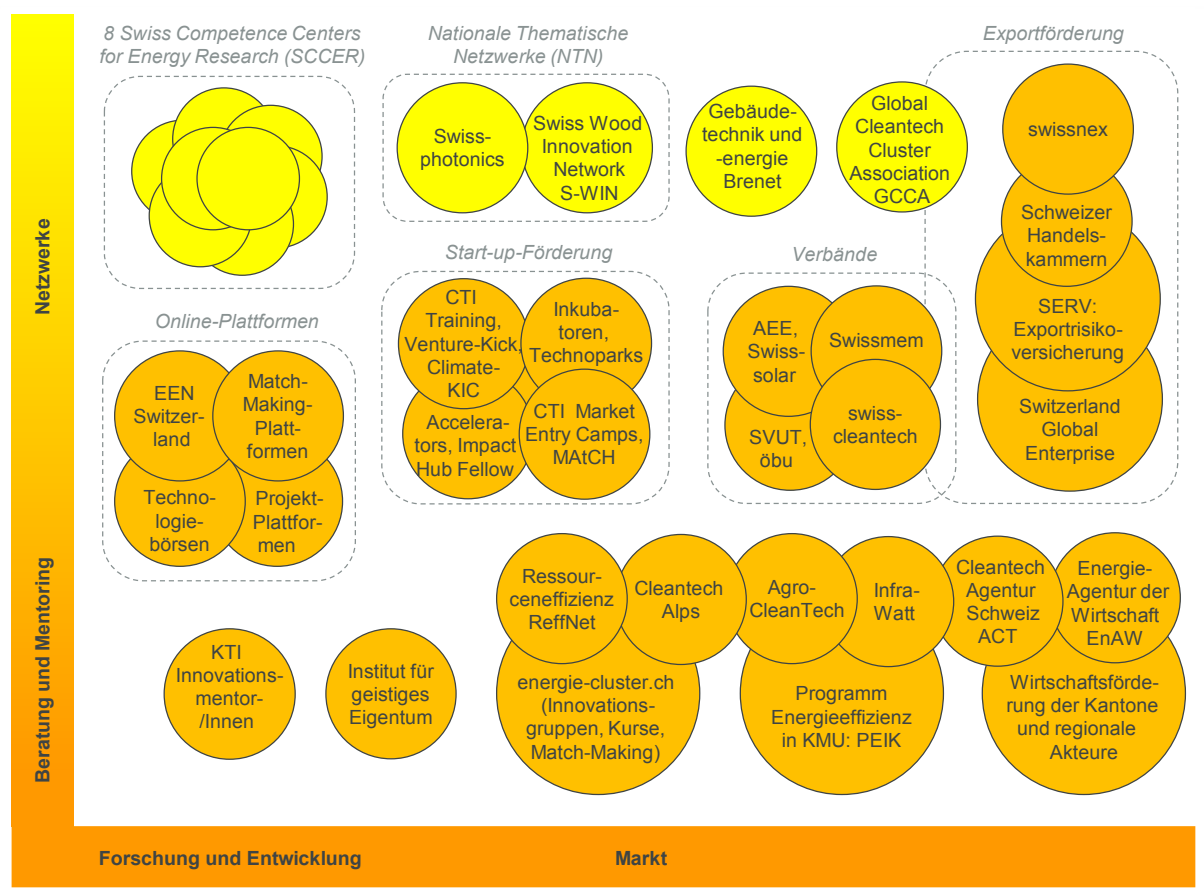 8 Swiss Competence Centers
for Energy Research (SCCER)
Nationale Thematische
Netzwerke (NTN)
Swiss-
photonics
Swiss Wood
Innovation
Network
S-WIN
Gebäude-
technik und
-energie
Brenet
Global
Cleantech
Cluster
Association
GCCA
Exportförderung
swissnex
Schweizer
Handels-
kammern
SERV:
Exportrisiko-
versicherung
Switzerland
Global
Enterprise
Netzwerke
Online-Plattformen
EEN
Switzer-
land
Match-
Making-
Platt-
formen
Techno-
logie-
börsen
Projekt-
Plattfor-
men
Start-up-Förderung
CTI
Training,
Venture-Kick,
Climate-
KIC
Inkuba-
toren,
Technoparks
Accelera-
tors, Impact
Hub Fellow
CTI Market
Entry Camps,
MAtCH
Verbände
AEE,
Swiss-
solar
Swissmem
SVUT,
öbu
swiss-
cleantech
Beratung und Mentoring
KTI
Innovations-
mentor-
/Innen
Institut für
geistiges
Eigentum
Ressour-
ceneffizienz
ReffNet
Cleantech
Alps
Agro-
CleanTech
Infra-
Watt
Cleantech
Agentur
Schweiz
ACT
Energie-
Agentur der
Wirtschaft
EnAW
energie-cluster.ch
(Innovations-
gruppen, Kurse,
Match-Making)
Programm
Energieeffizienz
in KMU: PEIK
Wirtschaftsförde-
rung der Kantone
und regionale
Akteure
Forschung und Entwicklung
Markt